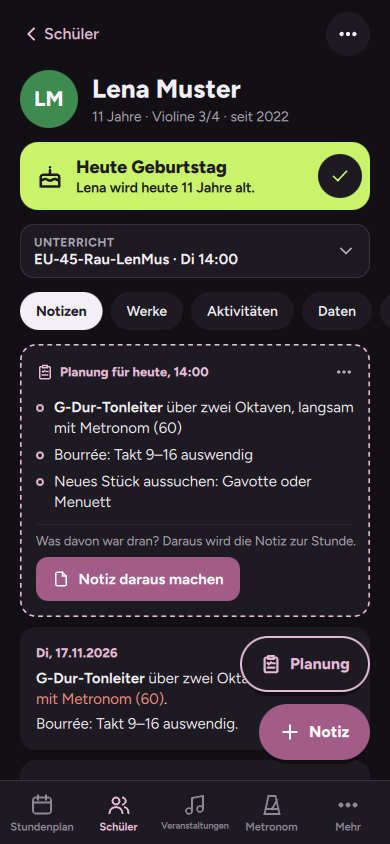 Schüler
LM
Lena Muster
11 Jahre · Violine 3/4 · seit 2022
Heute Geburtstag
Lena wird heute 11 Jahre alt.
UNTERRICHT
EU-45-Rau-LenMus · Di 14:00
Notizen Werke Aktivitäten Daten
Planung für heute, 14:00
G-Dur-Tonleiter über zwei Oktaven, langsam
mit Metronom (60)
Bourrée: Takt 9–16 auswendig
Neues Stück aussuchen: Gavotte oder
Menuett
Was davon war dran? Daraus wird die Notiz zur Stunde.
Notiz daraus machen
Di, 17.11.2026
G-Dur-Tonleiter über zwei
mit Metronom (60).
Bourrée: Takt 9–16 auswendig.
Planung
Notiz
Stundenplan Schüler Veranstaltungen Metronom Mehr